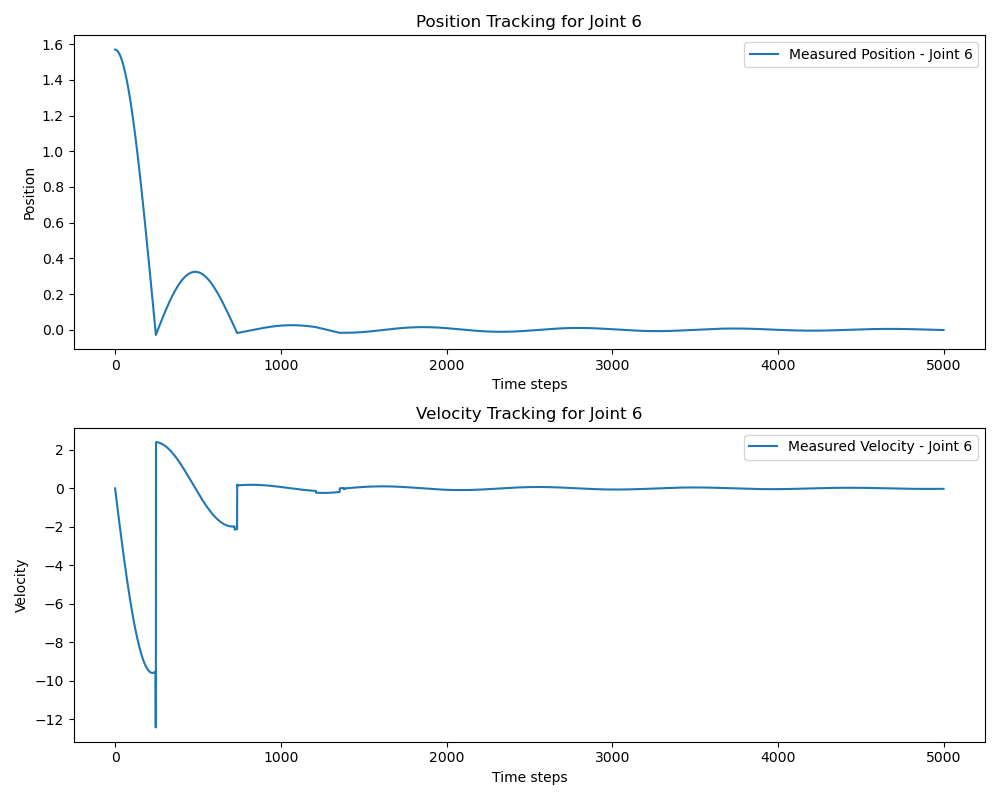 Position Tracking for Joint 6
Measured Position - Joint 6
1.6
1.4
1.2
1.0
0.8
0.6
0.4
0.2
0.0
Position
0 1000 2000 3000 4000 5000
Time steps
Velocity Tracking for Joint 6
Measured Velocity - Joint 6
2
0
−2
−4
−6
−8
−10
−12
Velocity
0 1000 2000 3000 4000 5000
Time steps